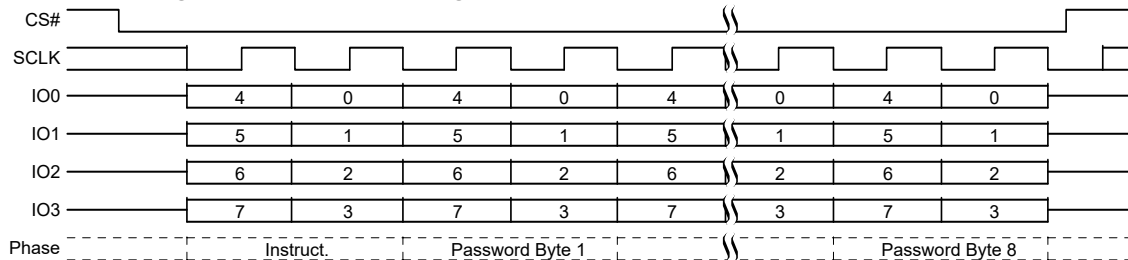 CS#
SCLK
IO0 4 0 4 0 4 0 4 0
IO1 5 1 5 1 5 1 5 1
IO2 6 2 6 2 6 2 6 2
IO3 7 3 7 3 7 3 7 3
Phase Instruct. Password Byte 1 Password Byte 8